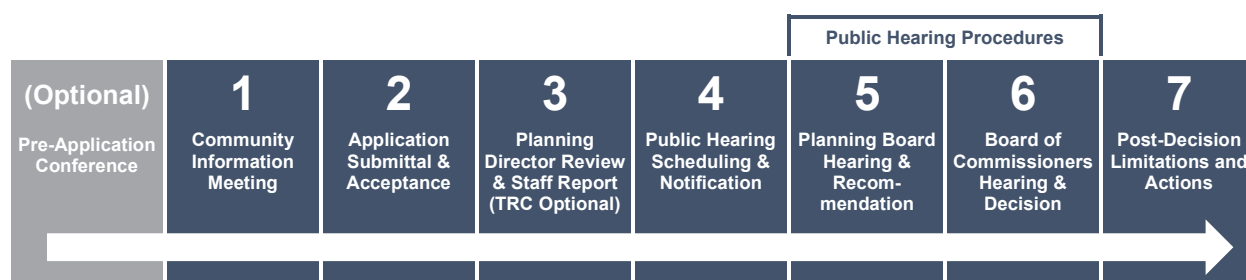 Public Hearing Procedures
(Optional)
Pre-Application
Conference
1
Community
Information
Meeting
2
Application
Submittal &
Acceptance
3
Planning
Director Review
& Staff Report
(TRC Optional)
4
Public Hearing
Scheduling &
Notification
5
Planning Board
Hearing &
Recom-
mendation
6
Board of
Commissioners
Hearing &
Decision
7
Post-Decision
Limitations and
Actions